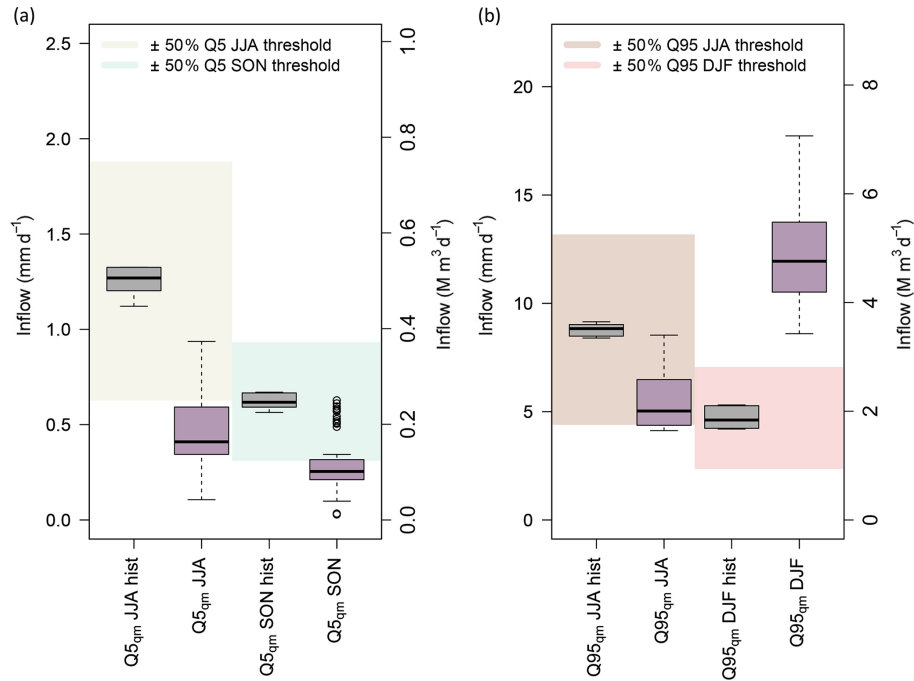 (a)
± 50% Q5 JJA threshold
± 50% Q5 SON threshold
Inflow (mm d⁻¹)
2.5
2.0
1.5
1.0
0.5
0.0
1.0
0.8
0.6
0.4
0.2
0.0
Inflow (M m³ d⁻¹)
Q5qm JJA hist
Q5qm JJA
Q5qm SON hist
Q5qm SON
(b)
± 50% Q95 JJA threshold
± 50% Q95 DJF threshold
Inflow (mm d⁻¹)
20
15
10
5
0
8
6
4
2
0
Inflow (M m³ d⁻¹)
Q95qm JJA hist
Q95qm JJA
Q95qm DJF hist
Q95qm DJF